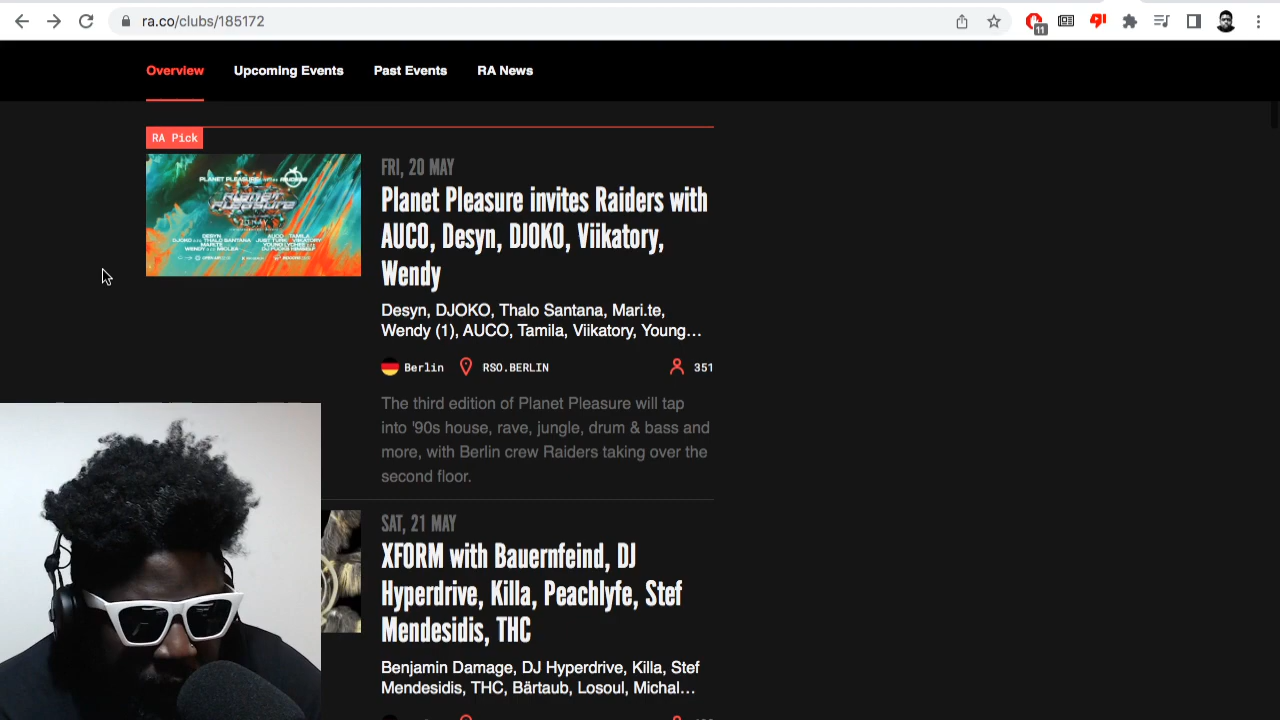 ra.co/clubs/185172
11
Overview
Upcoming Events
Past Events
RA News
RA Pick
FRI, 20 MAY
Planet Pleasure invites Raiders with
AUCO, Desyn, DJOKO, Viikatory,
Wendy
Desyn, DJOKO, Thalo Santana, Mari.te,
Wendy (1), AUCO, Tamila, Viikatory, Young…
Berlin
RSO.BERLIN
351
The third edition of Planet Pleasure will tap
into '90s house, rave, jungle, drum & bass and
more, with Berlin crew Raiders taking over the
second floor.
SAT, 21 MAY
XFORM with Bauernfeind, DJ
Hyperdrive, Killa, Peachlyfe, Stef
Mendesidis, THC
Benjamin Damage, DJ Hyperdrive, Killa, Stef
Mendesidis, THC, Bärtaub, Losoul, Michal…